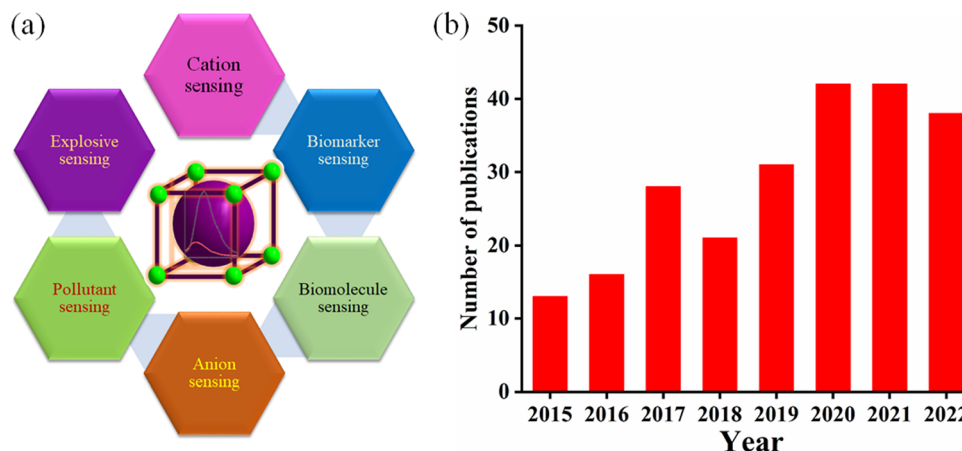 (a)
Cation
sensing
Explosive
sensing
Biomarker
sensing
Pollutant
sensing
Biomolecule
sensing
Anion
sensing
(b)
Number of publications
50
40
30
20
10
0
2015 2016 2017 2018 2019 2020 2021 2022
Year